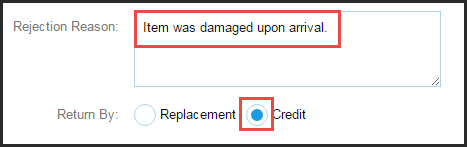 Rejection Reason: Item was damaged upon arrival.
Return By: Replacement Credit